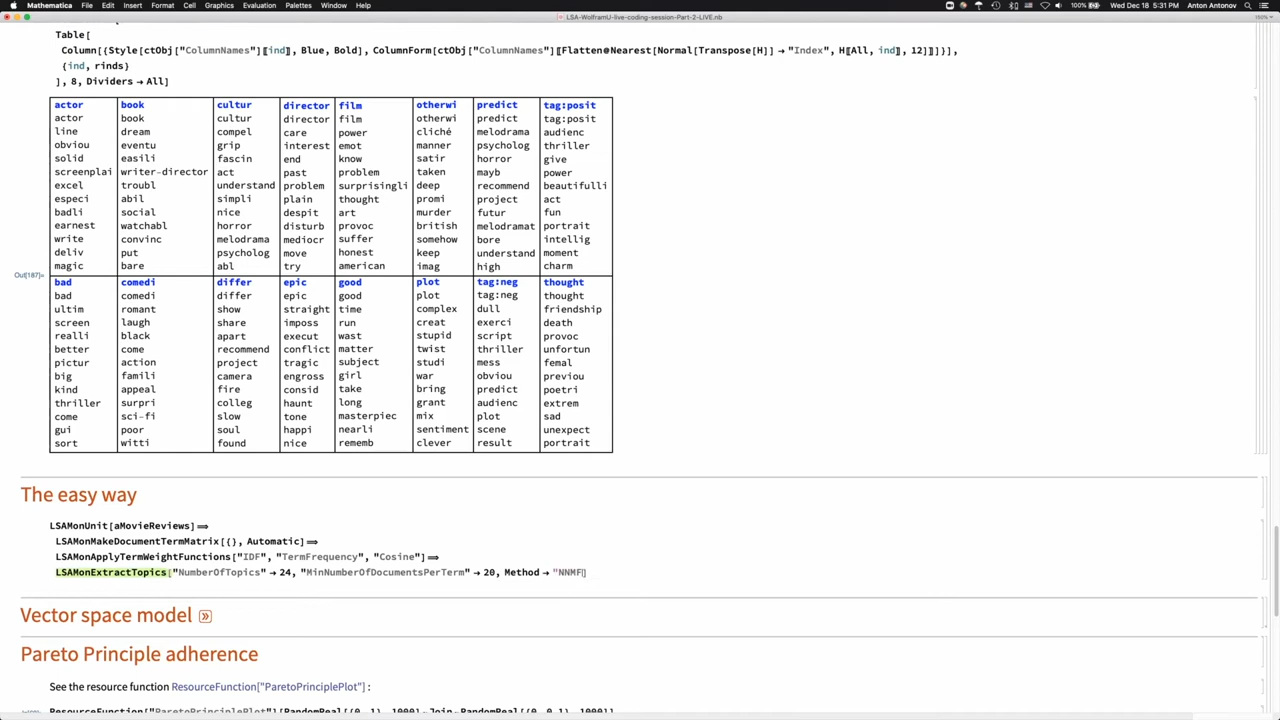 Mathematica File Edit Insert Format Cell Graphics Evaluation Palettes Window Help 100% Wed Dec 18 5:31 PM Anton Antonov
LSA-WolframU-live-coding-session-Part-2-LIVE.nb
Table[
Column[{Style[ctObj["ColumnNames"]〚ind〛, Blue, Bold], ColumnForm[ctObj["ColumnNames"]〚Flatten@Nearest[Normal[Transpose[H]] → "Index", H〚All, ind〛, 12]〛]}],
{ind, rinds}
], 8, Dividers → All]
actor book cultur director film otherwi predict tag:posit
actor book cultur director film otherwi predict tag:posit
line dream compel care power cliché melodrama audienc
obviou eventu grip interest emot manner psycholog thriller
solid easili fascin end know satir horror give
screenplai writer-director act past problem taken mayb power
excel troubl understand problem surprisingli deep recommend beautifulli
especi abil simpli plain thought promi project act
badli social nice despit art murder futur fun
earnest watchabl horror disturb provoc british melodramat portrait
write convinc melodrama mediocr suffer somehow bore intellig
deliv put psycholog move honest keep understand moment
magic bare abl try american imag high charm
Out[187]=
bad comedi differ epic good plot tag:neg thought
bad comedi differ epic good plot tag:neg thought
ultim romant show straight time complex dull friendship
screen laugh share imposs run creat exerci death
realli black apart execut wast stupid script provoc
better come recommend conflict matter twist thriller unfortun
pictur action project tragic subject studi mess femal
big famili camera engross girl war obviou previou
kind appeal fire consid take bring predict poetri
thriller surpri colleg haunt long grant audienc extrem
come sci-fi slow tone masterpiec mix plot sad
gui poor soul happi nearli sentiment scene unexpect
sort witti found nice rememb clever result portrait
The easy way
LSAMonUnit[aMovieReviews]⟹
LSAMonMakeDocumentTermMatrix[{}, Automatic]⟹
LSAMonApplyTermWeightFunctions["IDF", "TermFrequency", "Cosine"]⟹
LSAMonExtractTopics["NumberOfTopics" → 24, "MinNumberOfDocumentsPerTerm" → 20, Method → "NNMF]
Vector space model »
Pareto Principle adherence
See the resource function ResourceFunction["ParetoPrinciplePlot"] :